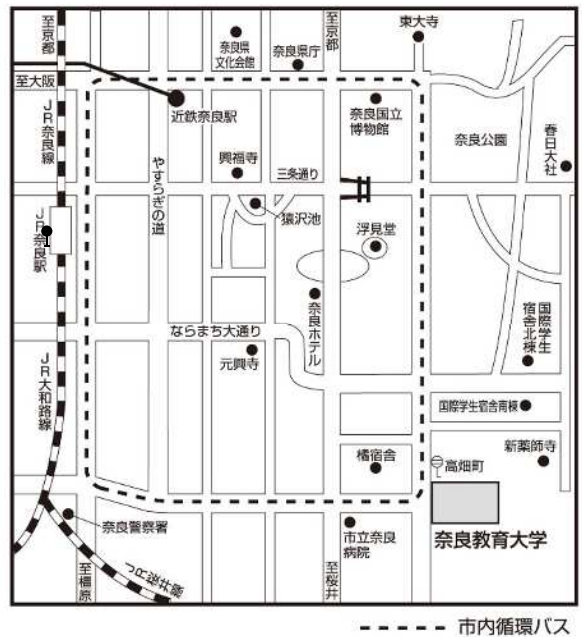 至京都
至京都
東大寺
奈良県
文化会館
奈良県庁
至大阪
近鉄奈良駅
奈良国立
博物館
奈良公園
春日大社
JR奈良線
やすらぎの道
興福寺
三条通り
猿沢池
浮見堂
JR奈良駅
奈良ホテル
国際学生
宿舎北棟
ならまち大通り
元興寺
JR大和路線
国際学生宿舎南棟
橘宿舎
高畑町
新薬師寺
奈良警察署
市立奈良
病院
奈良教育大学
至橿原
JR桜井線
至桜井
市内循環バス